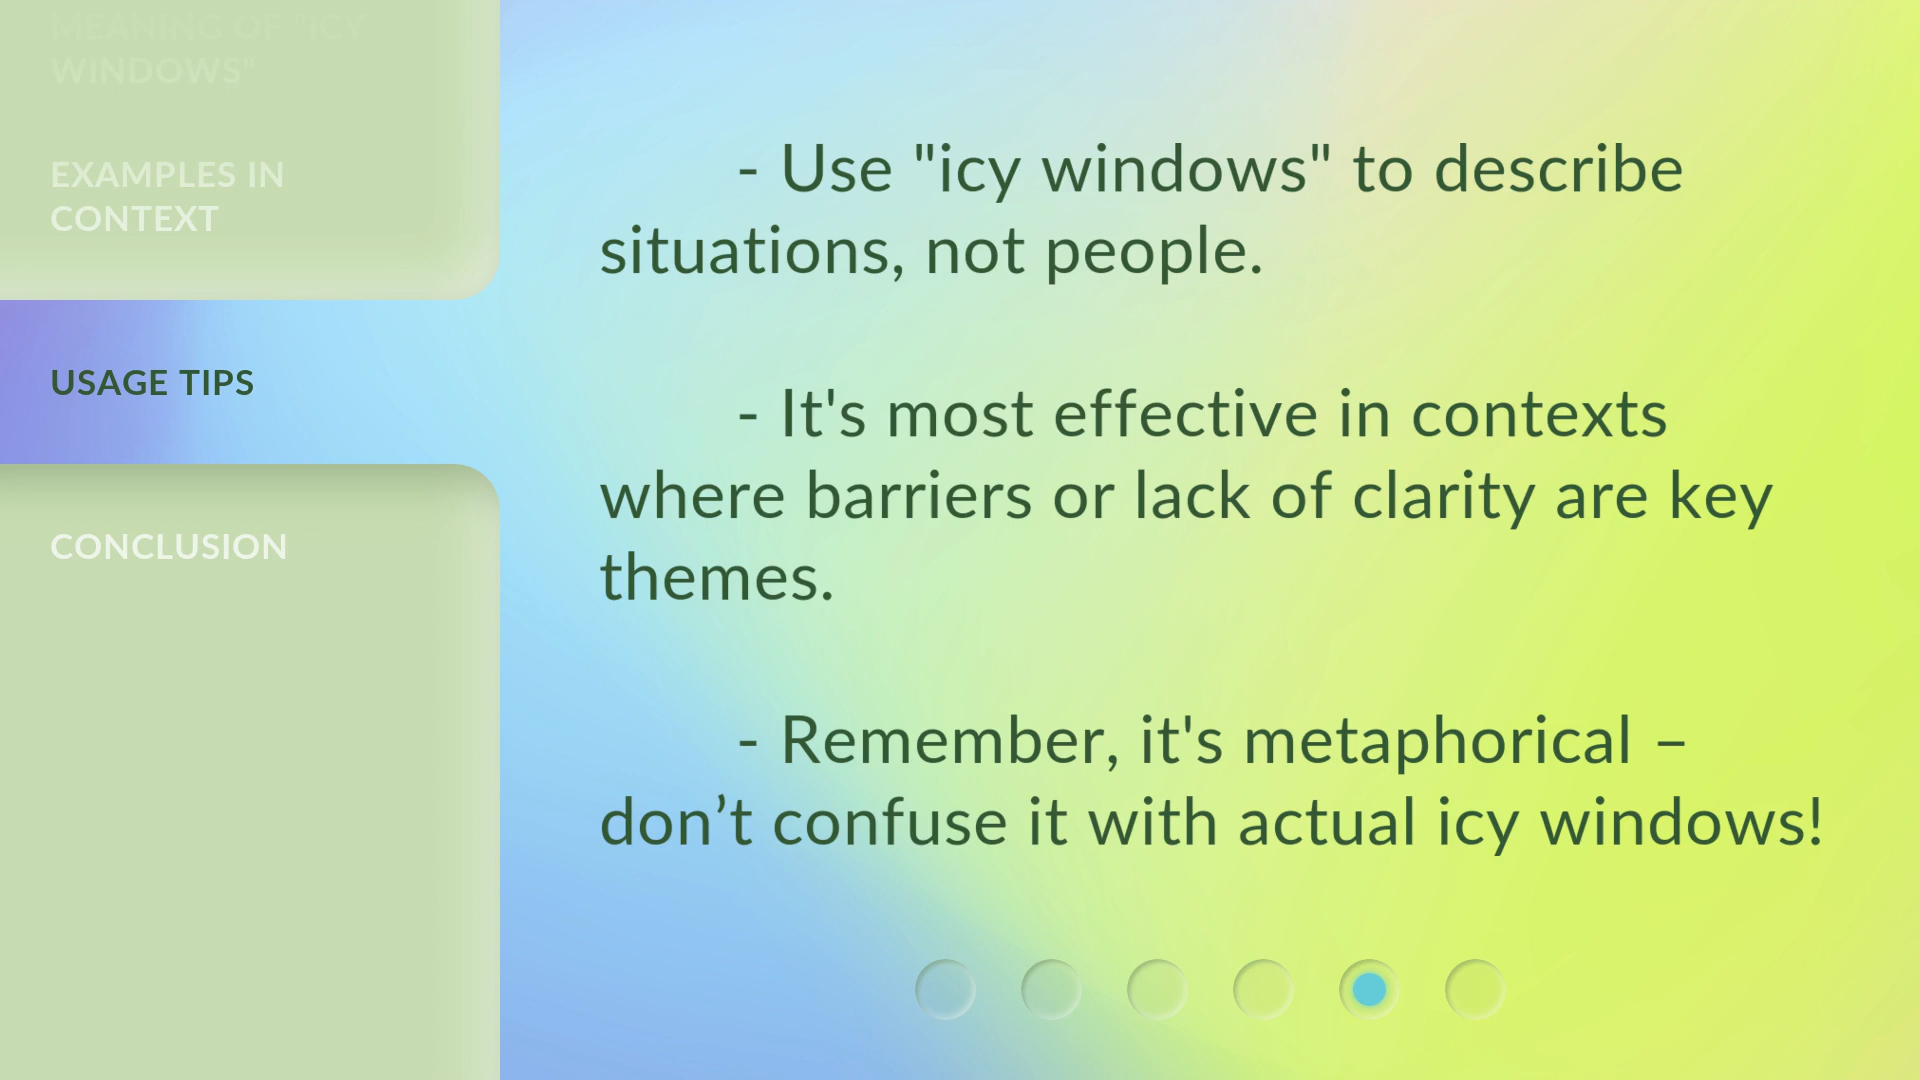 MEANING OF "ICY
WINDOWS"
EXAMPLES IN
CONTEXT
USAGE TIPS
CONCLUSION
- Use "icy windows" to describe
situations, not people.
- It's most effective in contexts
where barriers or lack of clarity are key
themes.
- Remember, it's metaphorical –
don’t confuse it with actual icy windows!